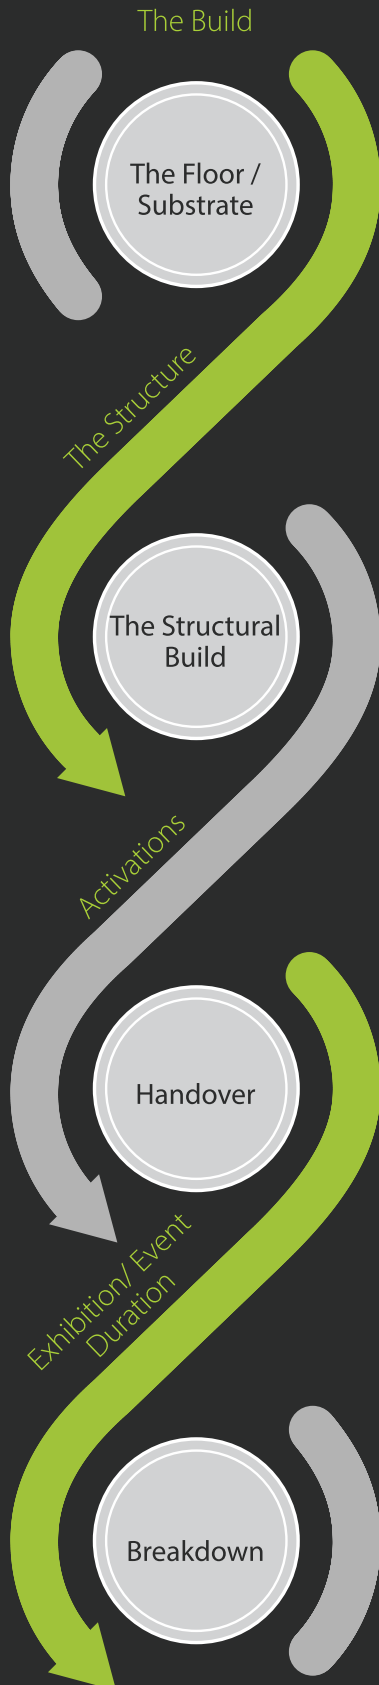 The Build
The Floor /
Substrate
The Structure
The Structural
Build
Activations
Handover
Exhibition/ Event
Duration
Breakdown